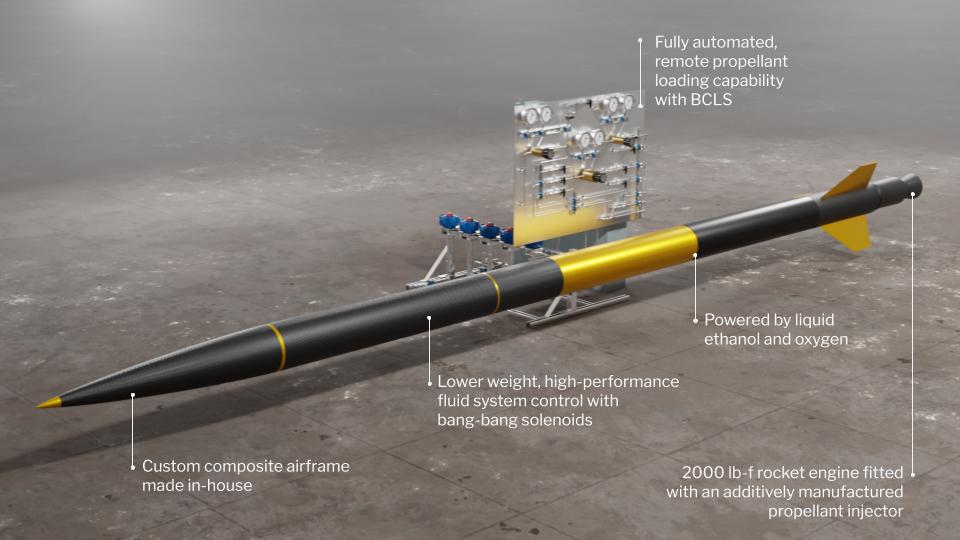 Fully automated,
remote propellant
loading capability
with BCLS
Powered by liquid
ethanol and oxygen
Lower weight, high-performance
fluid system control with
bang-bang solenoids
Custom composite airframe
made in-house
2000 lb-f rocket engine fitted
with an additively manufactured
propellant injector